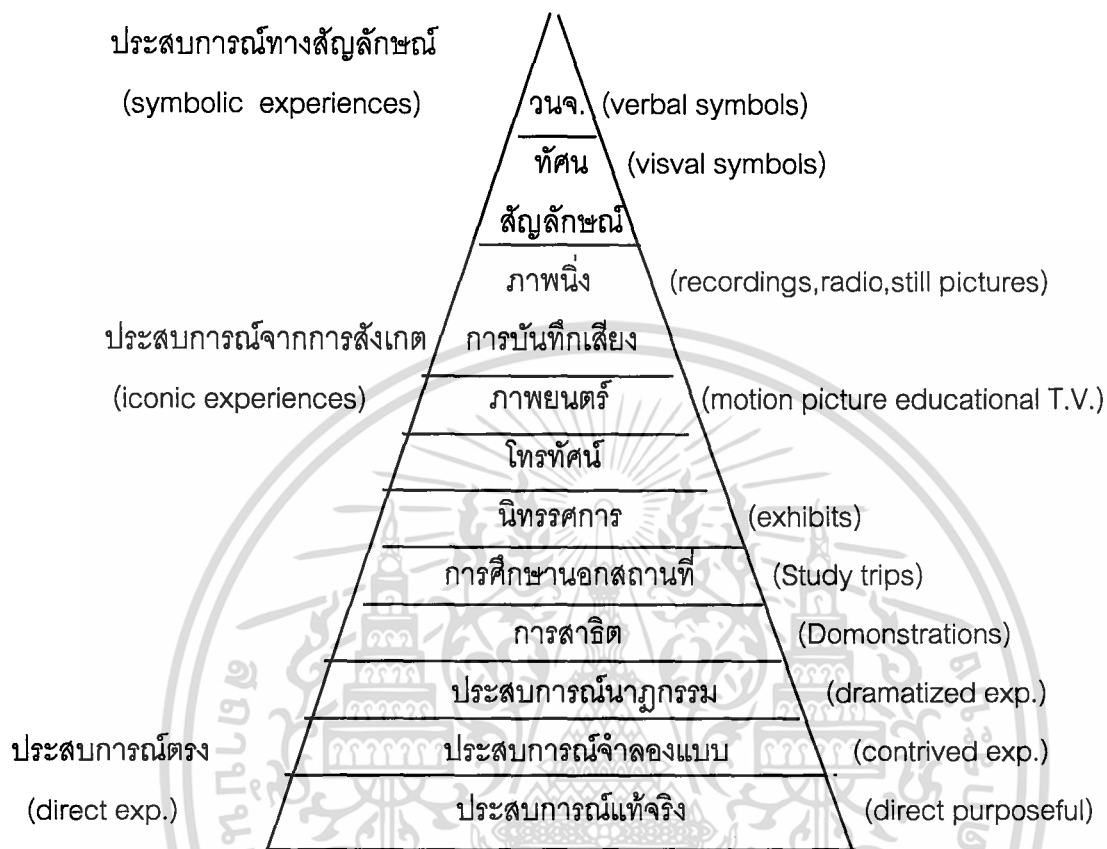 ประสบการณ์ทางสัญลักษณ์
(symbolic experiences) วนจ. (verbal symbols)
ทัศน (visval symbols)
สัญลักษณ์
ภาพนิ่ง (recordings,radio,still pictures)
ประสบการณ์จากการสังเกต การบันทึกเสียง
(iconic experiences) ภาพยนตร์ (motion picture educational T.V.)
โทรทัศน์
นิทรรศการ (exhibits)
การศึกษานอกสถานที่ (Study trips)
การสาธิต (Domonstrations)
ประสบการณ์นาฏกรรม (dramatized exp.)
ประสบการณ์ตรง ประสบการณ์จำลองแบบ (contrived exp.)
(direct exp.) ประสบการณ์แท้จริง (direct purposeful)